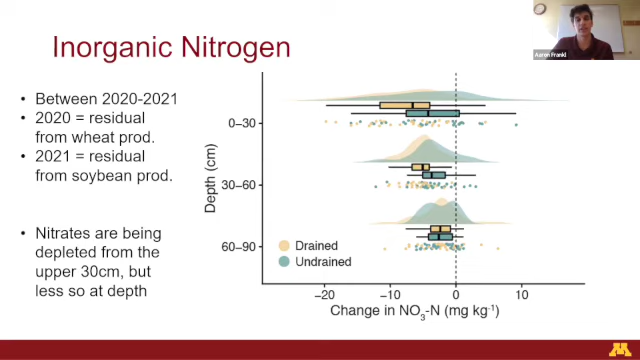 Inorganic Nitrogen
Aaron Frankl
• Between 2020-2021
• 2020 = residual
from wheat prod.
• 2021 = residual
from soybean prod.
• Nitrates are being
depleted from the
upper 30cm, but
less so at depth
Depth (cm)
0–30
30–60
60–90
Drained
Undrained
−20
−10
0
10
Change in NO3-N (mg kg-1)
M